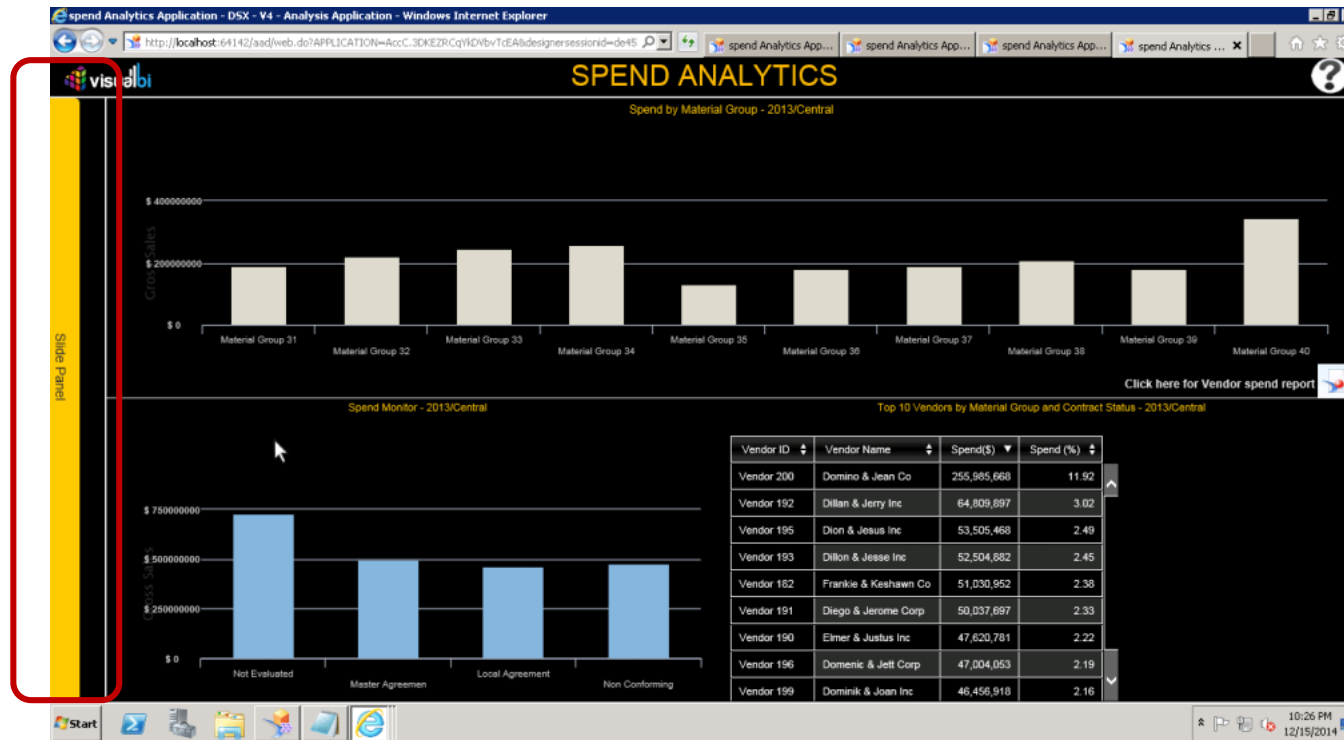 spend Analytics Application - DSX - V4 - Analysis Application - Windows Internet Explorer
spend Analytics App...
spend Analytics App...
spend Analytics App...
spend Analytics ...
visualbi
SPEND ANALYTICS
?
Spend by Material Group - 2013/Central
$ 400000000
$ 200000000
$ 0
Gross Sales
Material Group 31
Material Group 32
Material Group 33
Material Group 34
Material Group 35
Material Group 36
Material Group 37
Material Group 38
Material Group 39
Material Group 40
Slide Panel
Click here for Vendor spend report
Spend Monitor - 2013/Central
$ 750000000
$ 500000000
$ 250000000
$ 0
Gross Sales
Not Evaluated
Master Agreemen
Local Agreement
Non Conforming
Top 10 Vendors by Material Group and Contract Status - 2013/Central
Vendor ID Vendor Name Spend($) Spend (%)
Vendor 200 Domino & Jean Co 255,985,668 11.92
Vendor 192 Dillan & Jerry Inc 64,809,897 3.02
Vendor 195 Dion & Jesus Inc 53,505,468 2.49
Vendor 193 Dillon & Jesse Inc 52,504,882 2.45
Vendor 182 Frankie & Keshawn Co 51,030,952 2.38
Vendor 191 Diego & Jerome Corp 50,037,697 2.33
Vendor 190 Elmer & Justus Inc 47,620,781 2.22
Vendor 196 Domenic & Jett Corp 47,004,053 2.19
Vendor 199 Dominik & Joan Inc 46,456,918 2.16
Start
10:26 PM
12/15/2014